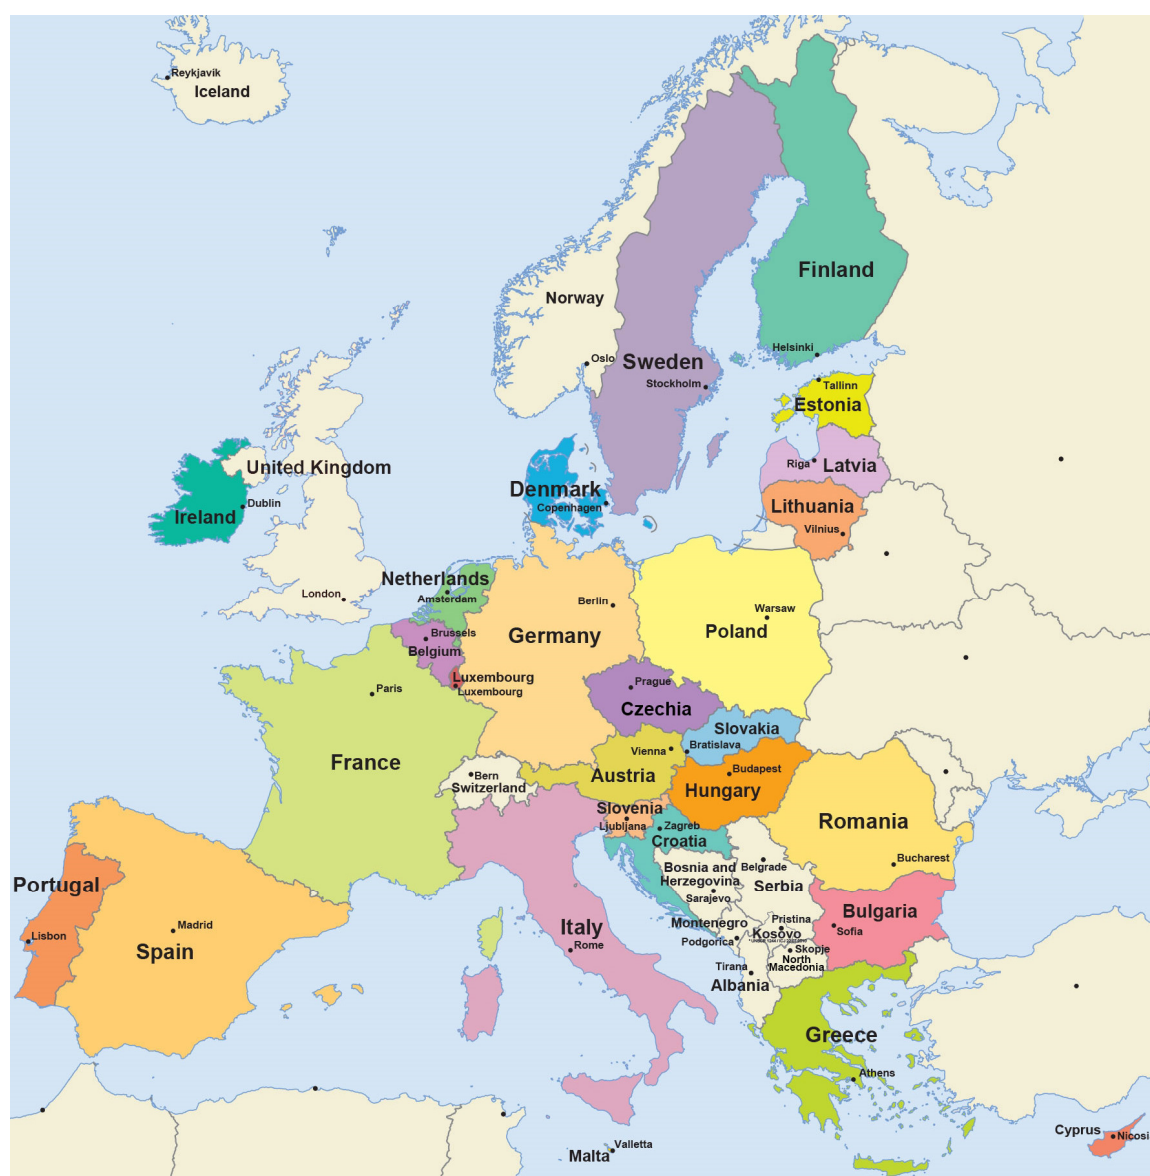 Reykjavik
Iceland
Finland
Norway
Helsinki
Oslo
Sweden
Stockholm
Tallinn
Estonia
Riga
Latvia
United Kingdom
Denmark
Copenhagen
Lithuania
Vilnius
Dublin
Ireland
Netherlands
Amsterdam
London
Berlin
Warsaw
Germany
Poland
Brussels
Belgium
Luxembourg
Luxembourg
Paris
Prague
Czechia
Slovakia
Bratislava
Vienna
France
Austria
Bern
Switzerland
Budapest
Hungary
Slovenia
Ljubljana
Zagreb
Croatia
Romania
Bucharest
Bosnia and
Herzegovina
Sarajevo
Belgrade
Serbia
Portugal
Lisbon
Madrid
Spain
Italy
Rome
Montenegro
Podgorica
Pristina
Kosovo
Bulgaria
Sofia
Skopje
North
Macedonia
Tirana
Albania
Greece
Athens
Cyprus
Nicosi
Malta
Valletta